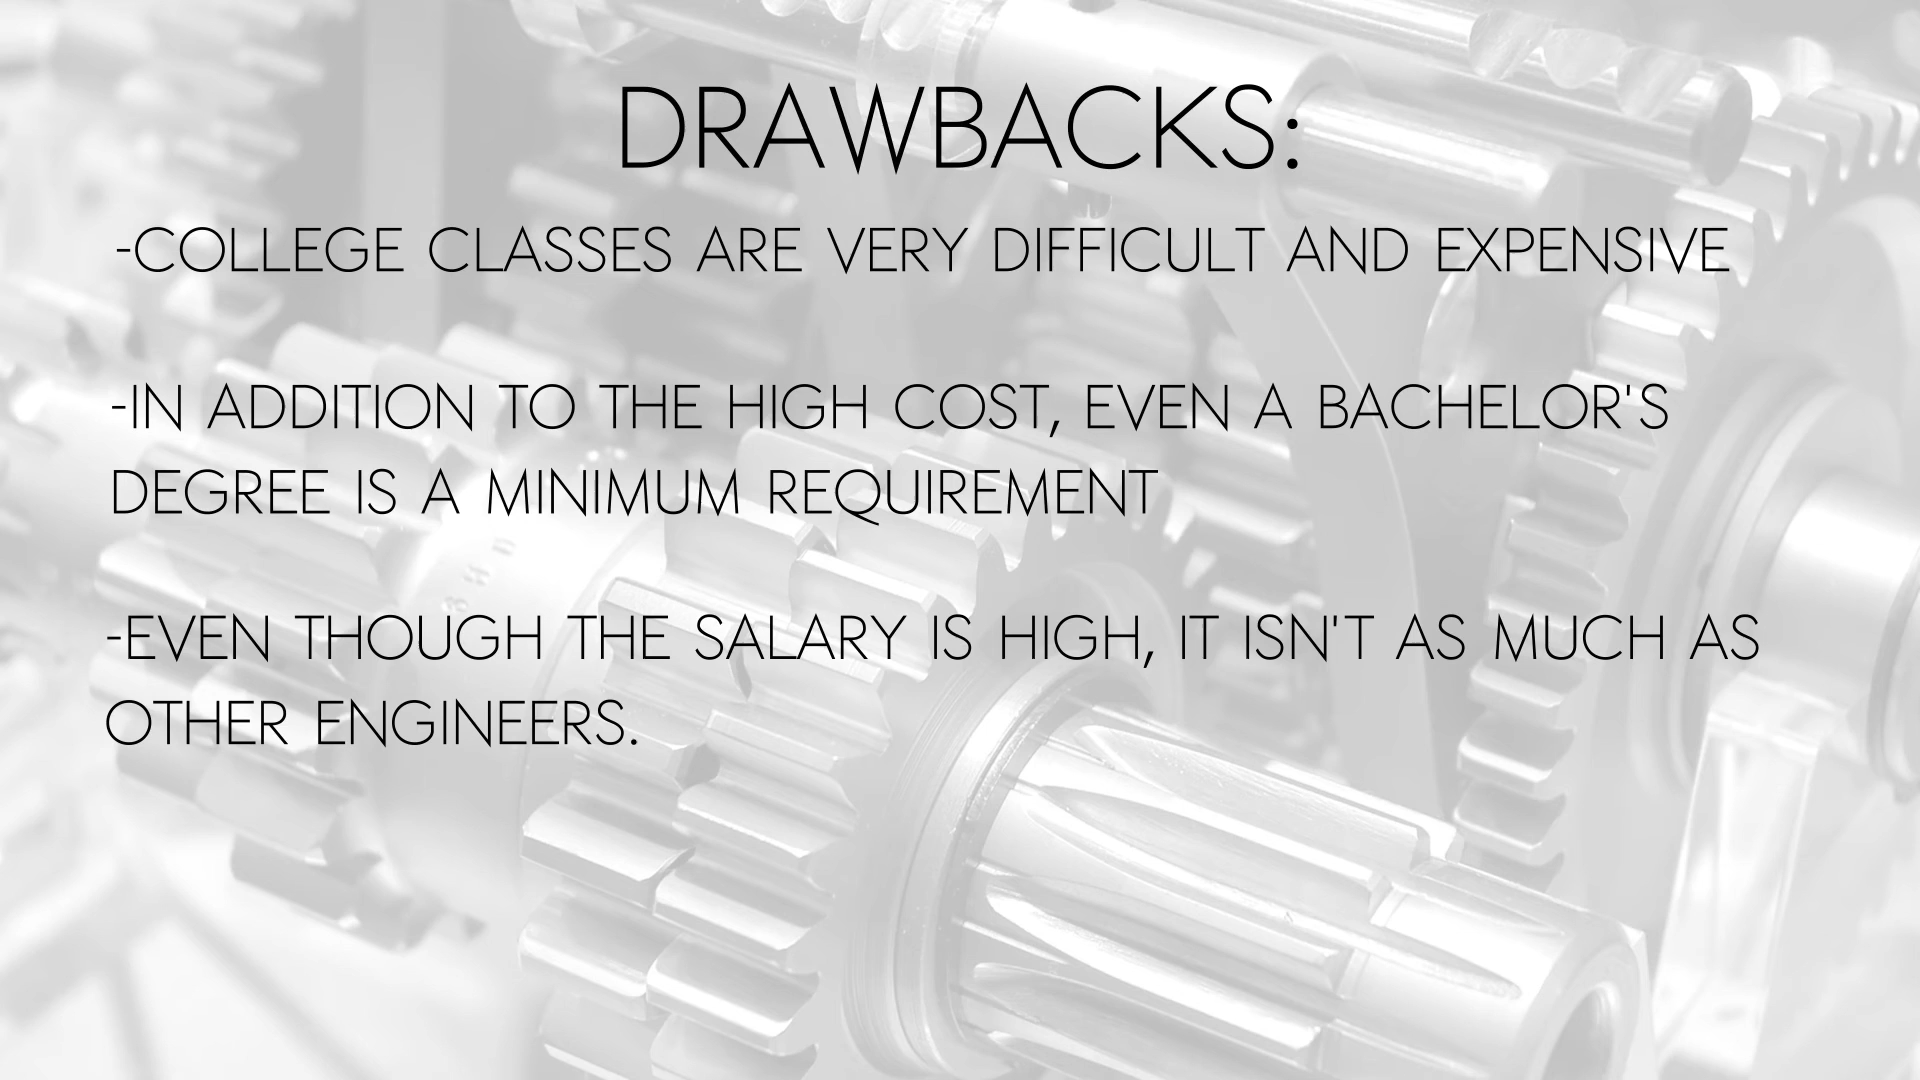 DRAWBACKS:
-COLLEGE CLASSES ARE VERY DIFFICULT AND EXPENSIVE
-IN ADDITION TO THE HIGH COST, EVEN A BACHELOR'S
DEGREE IS A MINIMUM REQUIREMENT
-EVEN THOUGH THE SALARY IS HIGH, IT ISN'T AS MUCH AS
OTHER ENGINEERS.